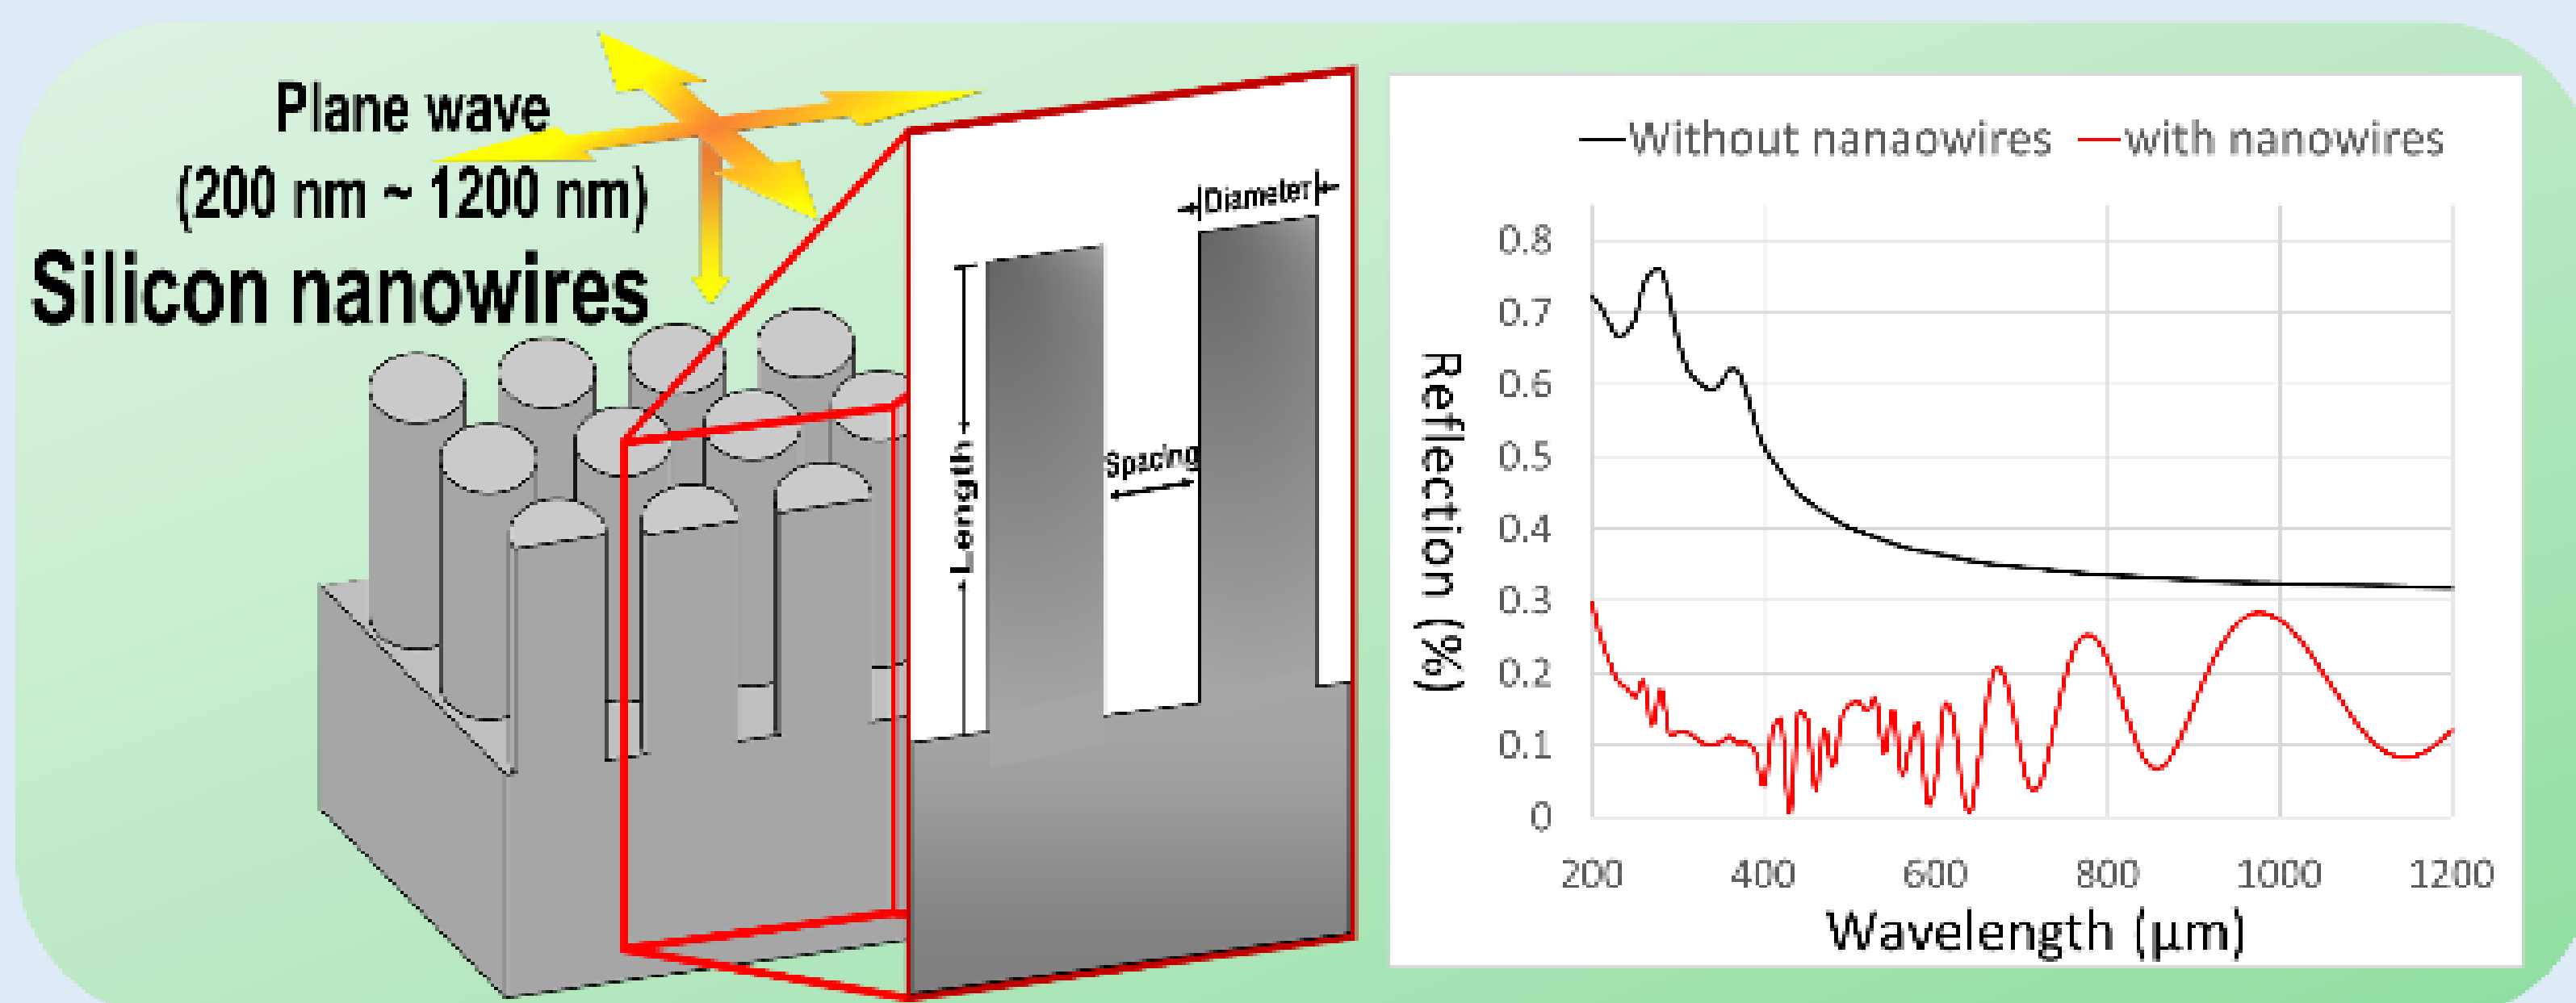 Plane wave
(200 nm ~ 1200 nm)
Silicon nanowires
Diameter
Length
Spacing
Without nanaowires
with nanowires
Reflection (%)
0.8
0.7
0.6
0.5
0.4
0.3
0.2
0.1
0
200 400 600 800 1000 1200
Wavelength (μm)